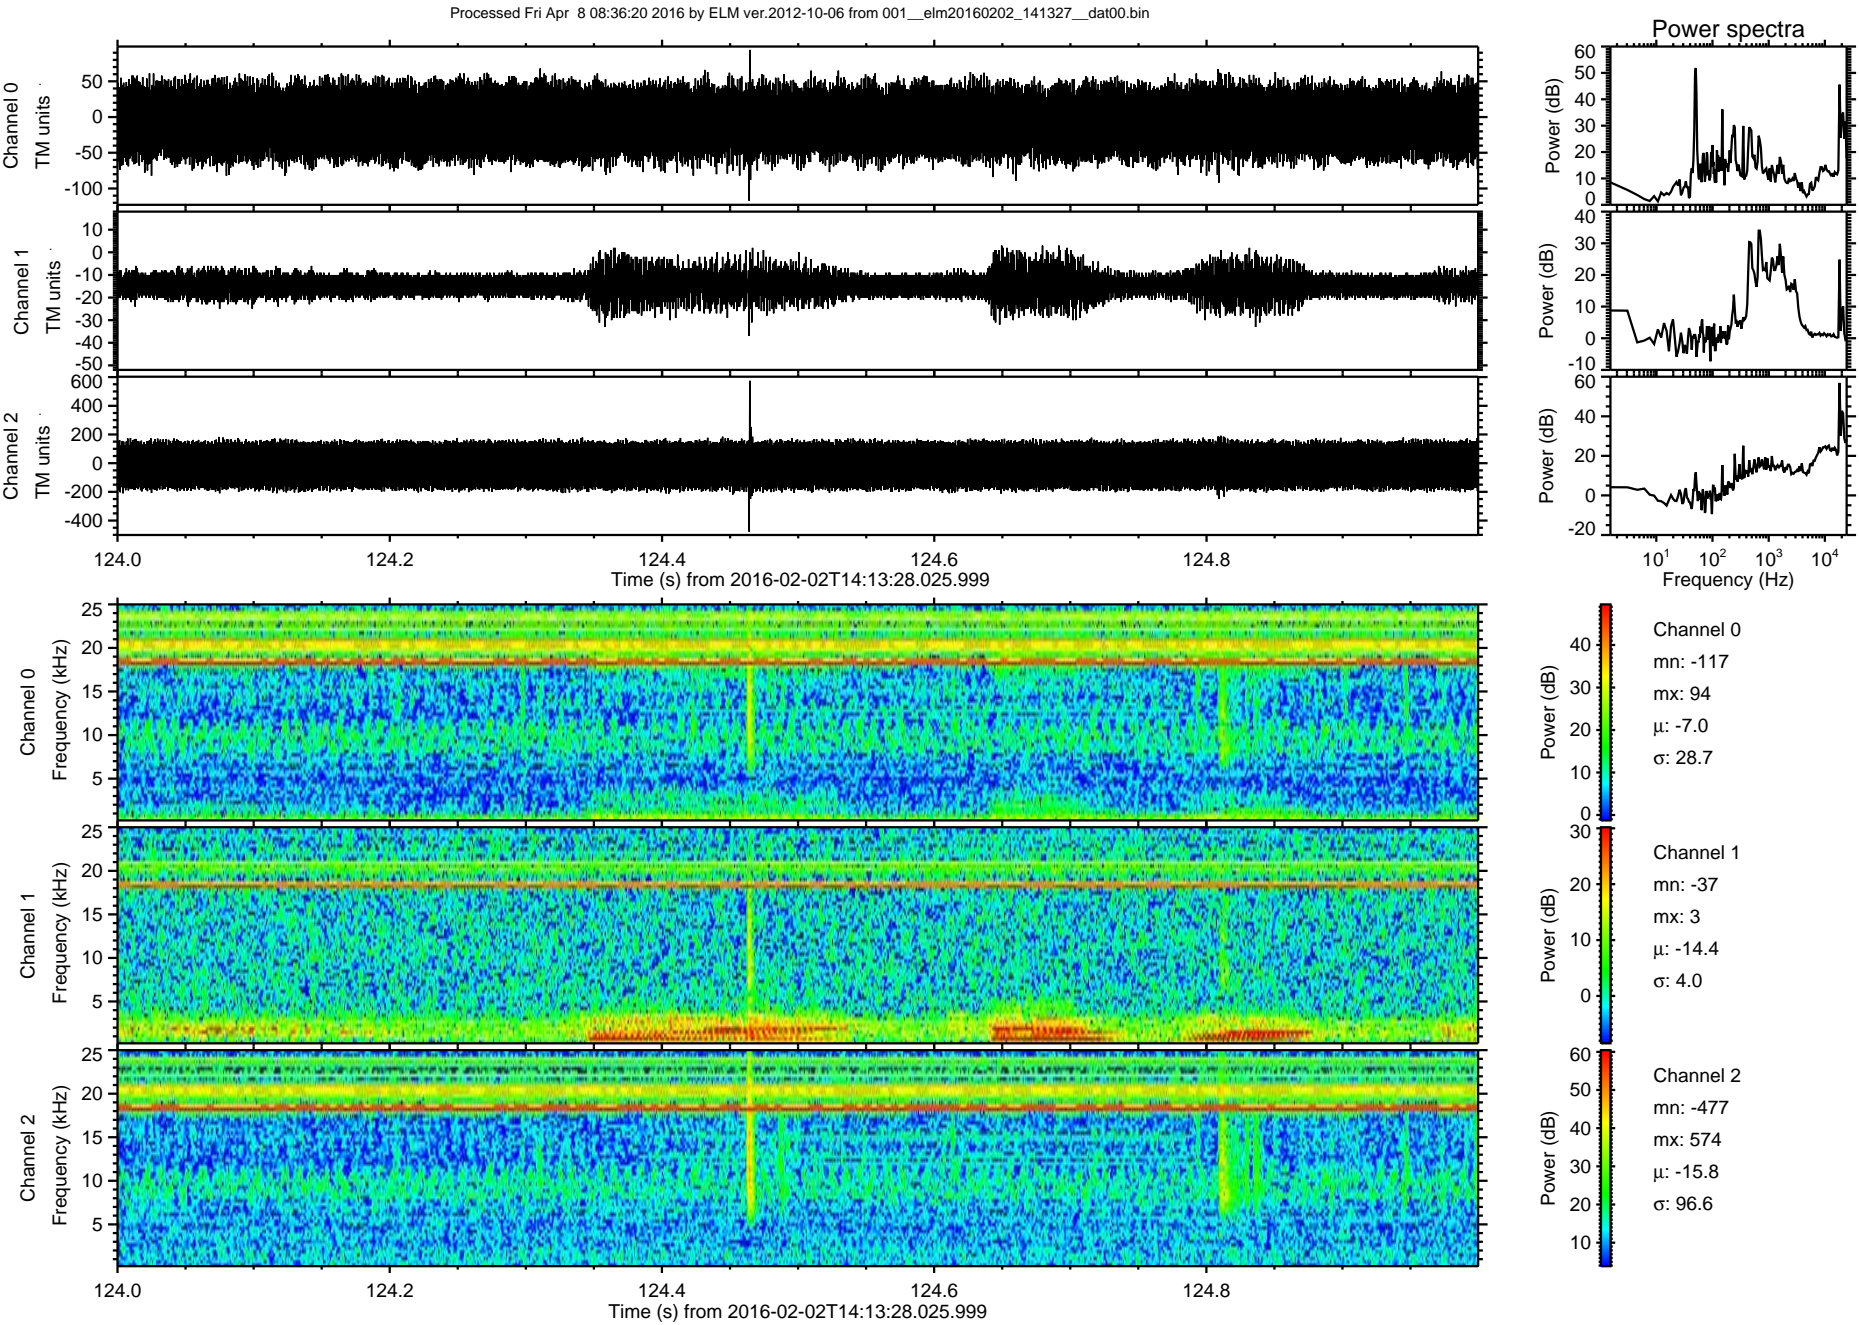 Processed Fri Apr  8 08:36:20 2016 by ELM ver.2012-10-06 from 001__elm20160202_141327__dat00.bin
Power spectra
Channel 0
TM units
50
0
-50
-100
Power (dB)
60
50
40
30
20
10
0
Channel 1
TM units
10
0
-10
-20
-30
-40
-50
Power (dB)
40
30
20
10
0
-10
Channel 2
TM units
600
400
200
0
-200
-400
Power (dB)
60
40
20
0
-20
124.0 124.2 124.4 124.6 124.8
Time (s) from 2016-02-02T14:13:28.025.999
10¹ 10² 10³ 10⁴
Frequency (Hz)
Channel 0
Frequency (kHz)
25
20
15
10
5
Power (dB)
40
30
20
10
0
Channel 0
mn: -117
mx: 94
μ: -7.0
σ: 28.7
Channel 1
Frequency (kHz)
25
20
15
10
5
Power (dB)
30
20
10
0
Channel 1
mn: -37
mx: 3
μ: -14.4
σ: 4.0
Channel 2
Frequency (kHz)
25
20
15
10
5
Power (dB)
60
50
40
30
20
10
Channel 2
mn: -477
mx: 574
μ: -15.8
σ: 96.6
124.0 124.2 124.4 124.6 124.8
Time (s) from 2016-02-02T14:13:28.025.999